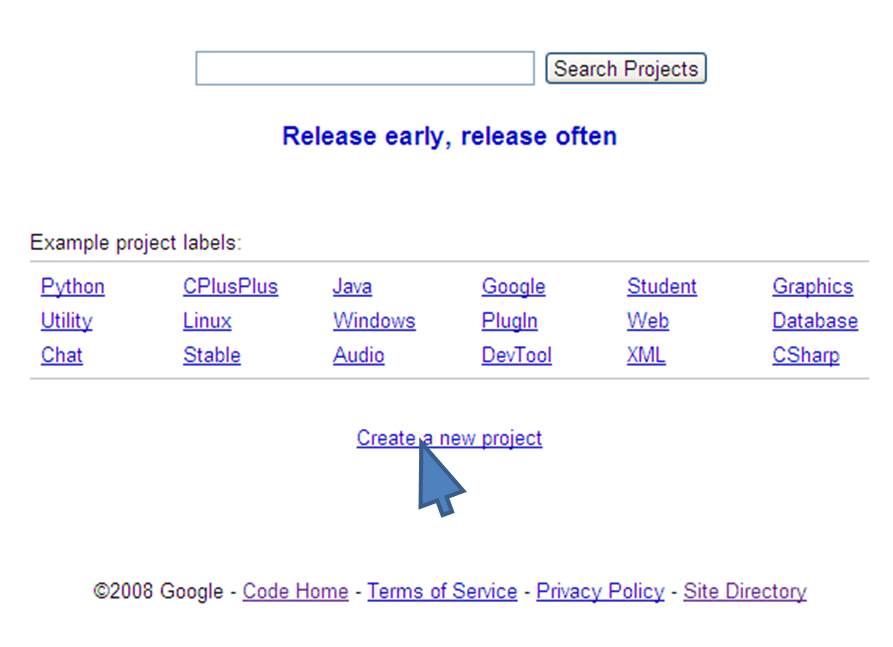 Search Projects
Release early, release often
Example project labels:
Python CPlusPlus Java Google Student Graphics
Utility Linux Windows PlugIn Web Database
Chat Stable Audio DevTool XML CSharp
Create a new project
©2008 Google - Code Home - Terms of Service - Privacy Policy - Site Directory